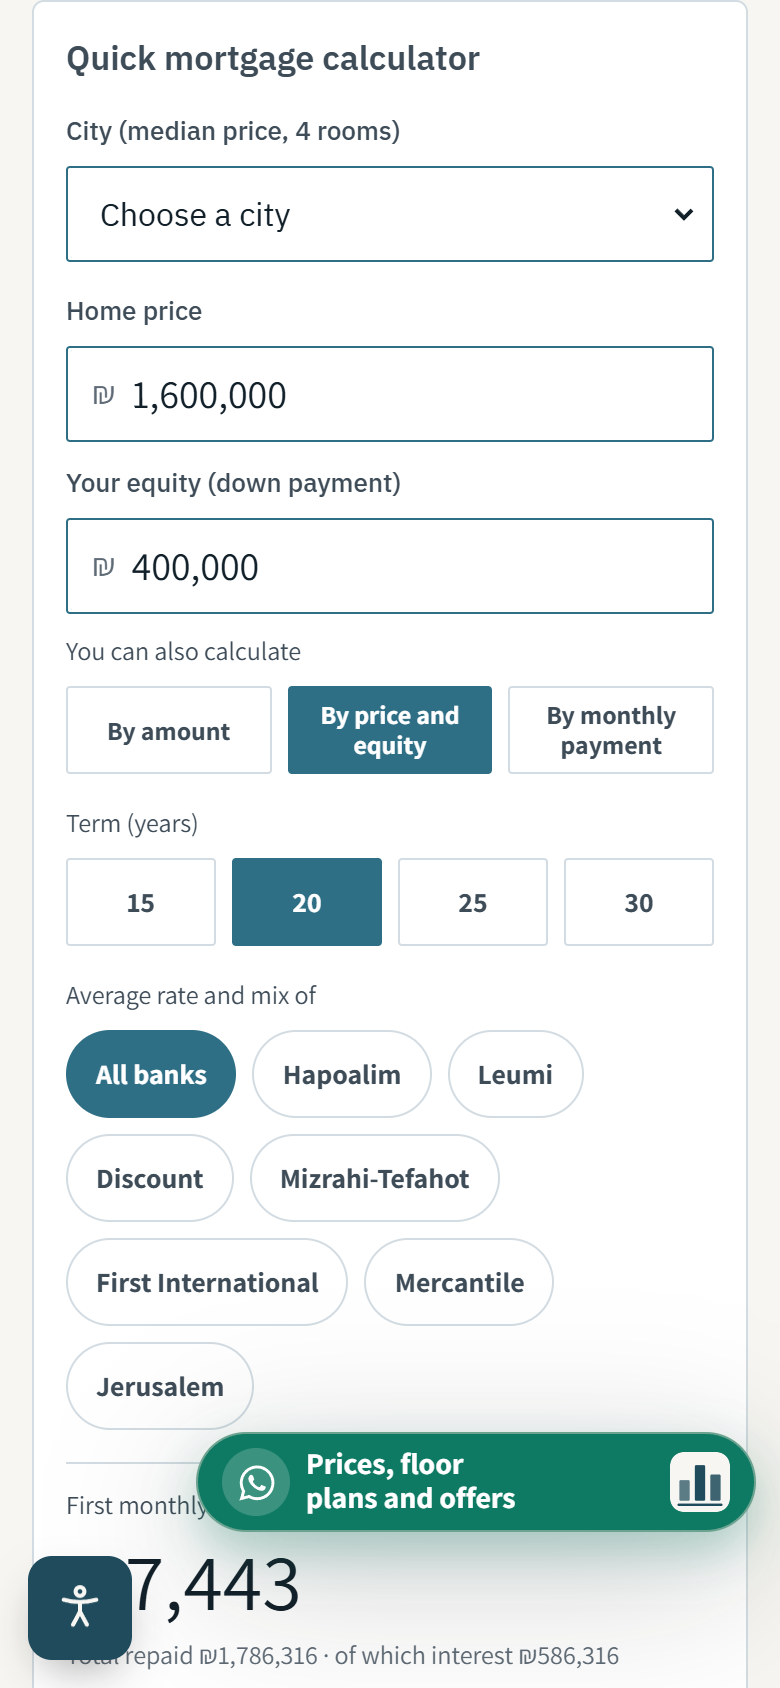 Quick mortgage calculator
City (median price, 4 rooms)
Choose a city
Home price
₪ 1,600,000
Your equity (down payment)
₪ 400,000
You can also calculate
By amount
By price and
equity
By monthly
payment
Term (years)
15
20
25
30
Average rate and mix of
All banks
Hapoalim
Leumi
Discount
Mizrahi-Tefahot
First International
Mercantile
Jerusalem
Prices, floor
plans and offers
First monthly
7,443
Total repaid ₪1,786,316 · of which interest ₪586,316